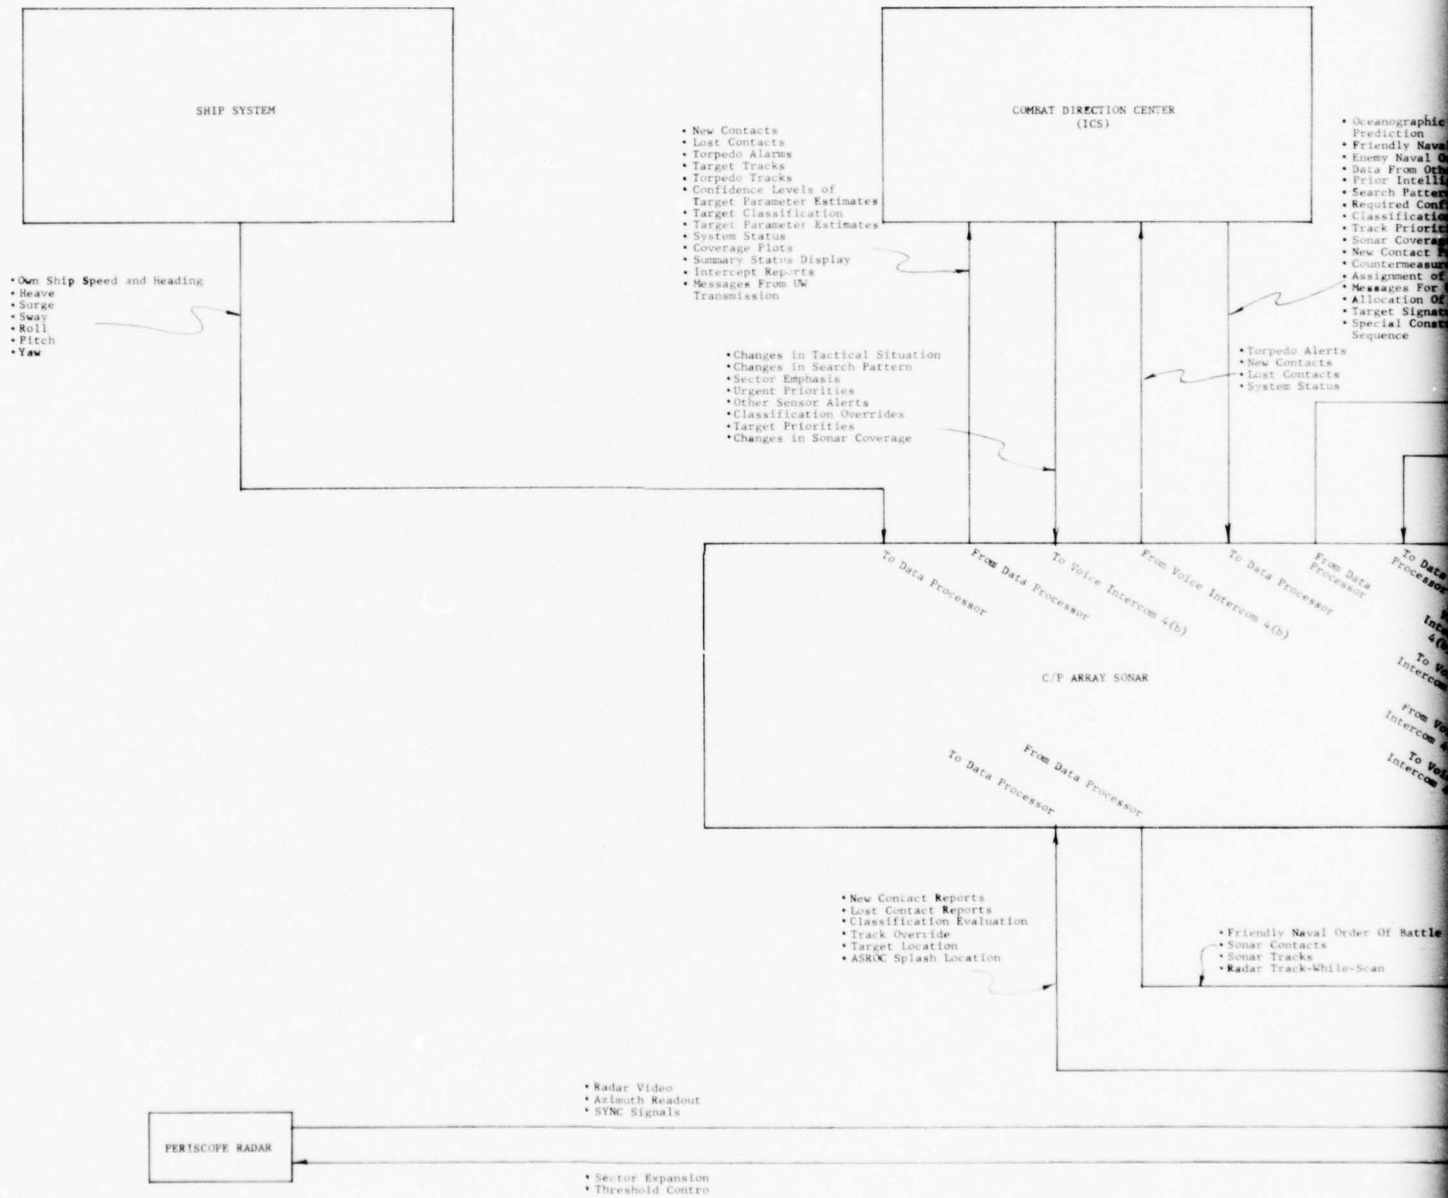 SHIP SYSTEM
COMBAT DIRECTION CENTER
(ICS)
• New Contacts
• Lost Contacts
• Torpedo Alarms
• Target Tracks
• Torpedo Tracks
• Confidence Levels of
Target Parameter Estimates
• Target Classification
• Target Parameter Estimates
• System Status
• Coverage Plots
• Summary Status Display
• Intercept Reports
• Messages From UW
Transmission
• Oceanographic
Prediction
• Friendly Naval
• Enemy Naval
• Data From
• Prior
• Search
• Required
• Classification
• Track
• Sonar
• New Contact
•
• Assignment of
• Messages For
• Allocation Of
• Target
• Special
Sequence
• Own Ship Speed and Heading
• Heave
• Surge
• Sway
• Roll
• Pitch
• Yaw
• Changes in Tactical Situation
• Changes in Search Pattern
• Sector Emphasis
• Urgent Priorities
• Other Sensor Alerts
• Classification Overrides
• Target Priorities
• Changes in Sonar Coverage
• Torpedo Alerts
• New Contacts
• Lost Contacts
• System Status
To Data Processor
From Data Processor
To Voice Intercom 4(b)
From Voice Intercom 4(b)
To Data Processor
From Data
Processor
To Data
Processor
To
Intercom
From
Intercom
To
Intercom
C/P ARRAY SONAR
To Data Processor
From Data Processor
• New Contact Reports
• Lost Contact Reports
• Classification Evaluation
• Track Override
• Target Location
• ASROC Splash Location
• Friendly Naval Order Of Battle
• Sonar Contacts
• Sonar Tracks
• Radar Track-While-Scan
• Radar Video
• Azimuth Readout
• SYNC Signals
PERISCOPE RADAR
• Sector Expansion
• Threshold Contro